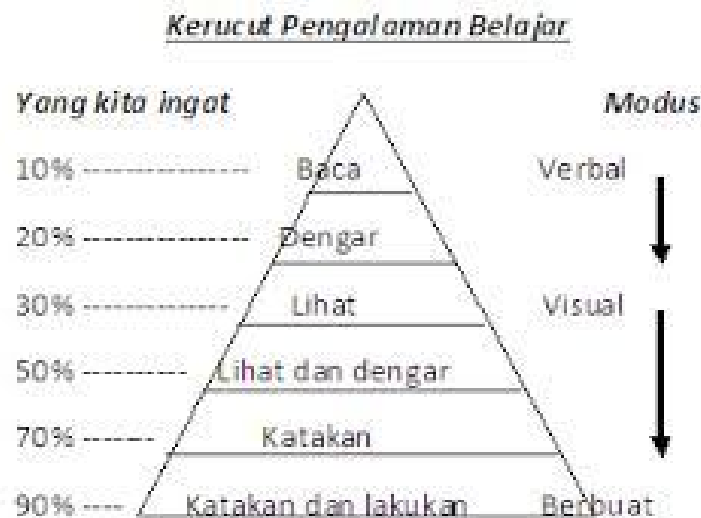 Kerucut Pengalaman Belajar
Yang kita ingat Modus
10% ---------------- Baca Verbal
20% ---------------- Dengar
30% -------------- Lihat Visual
50% ---------- Lihat dan dengar
70% ------- Katakan
90% ---- Katakan dan lakukan Berbuat